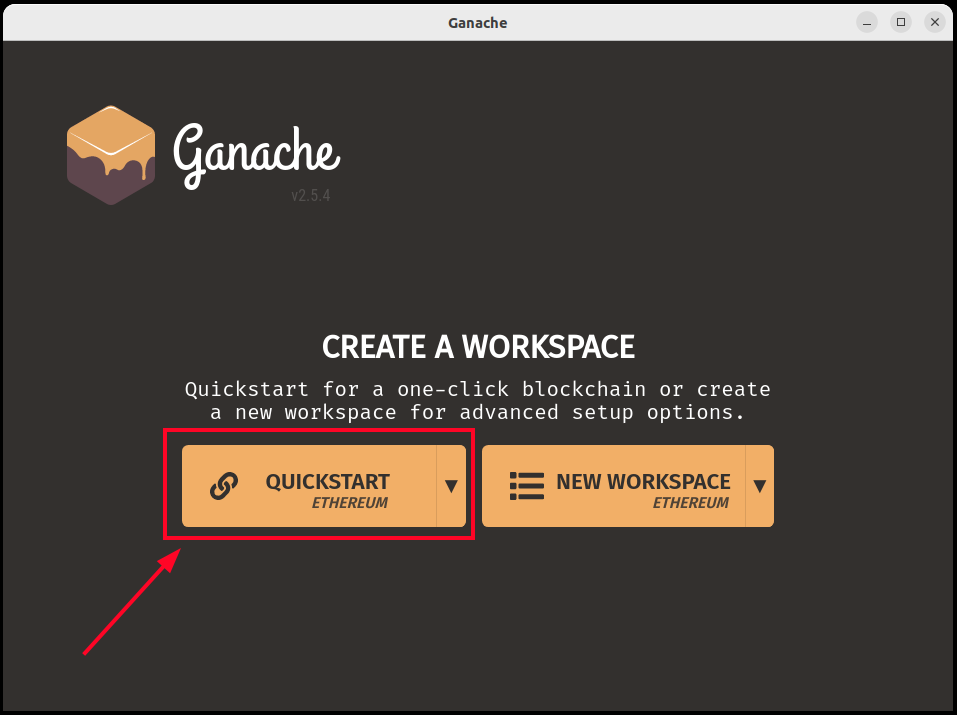 Ganache
Ganache
v2.5.4
CREATE A WORKSPACE
Quickstart for a one-click blockchain or create
a new workspace for advanced setup options.
QUICKSTART
ETHEREUM
NEW WORKSPACE
ETHEREUM